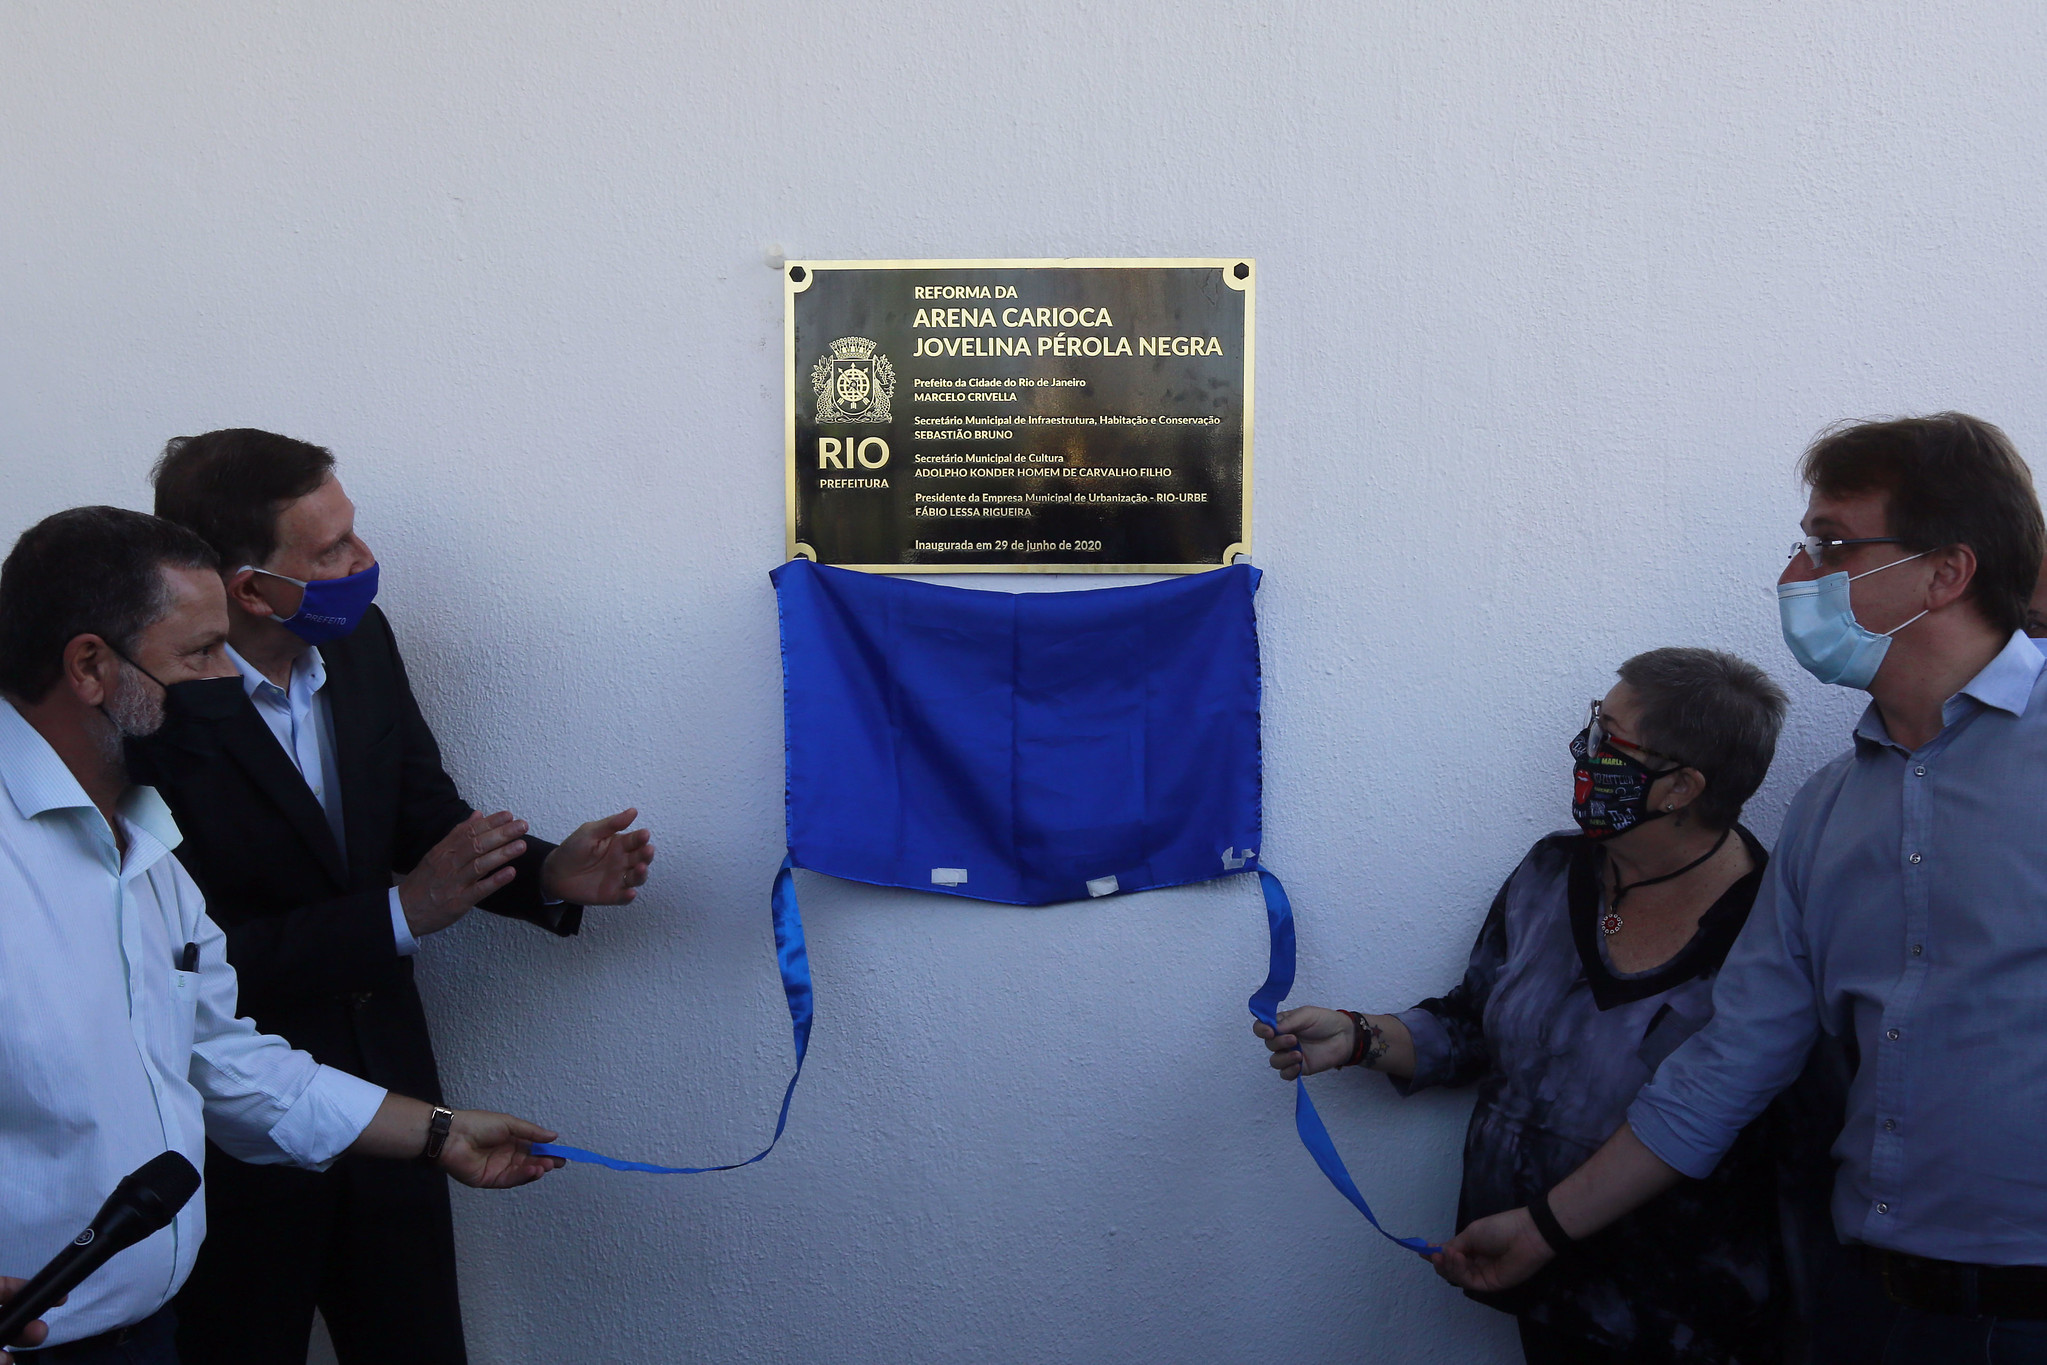 REFORMA DA
ARENA CARIOCA
JOVELINA PÉROLA NEGRA
Prefeito da Cidade do Rio de Janeiro
MARCELO CRIVELLA
Secretário Municipal de Infraestrutura, Habitação e Conservação
SEBASTIÃO BRUNO
Secretário Municipal de Cultura
ADOLPHO KONDER HOMEM DE CARVALHO FILHO
Presidente da Empresa Municipal de Urbanização - RIO-URBE
FÁBIO LESSA RIGUEIRA
Inaugurada em 29 de junho de 2020
RIO
PREFEITURA
PREFEITO